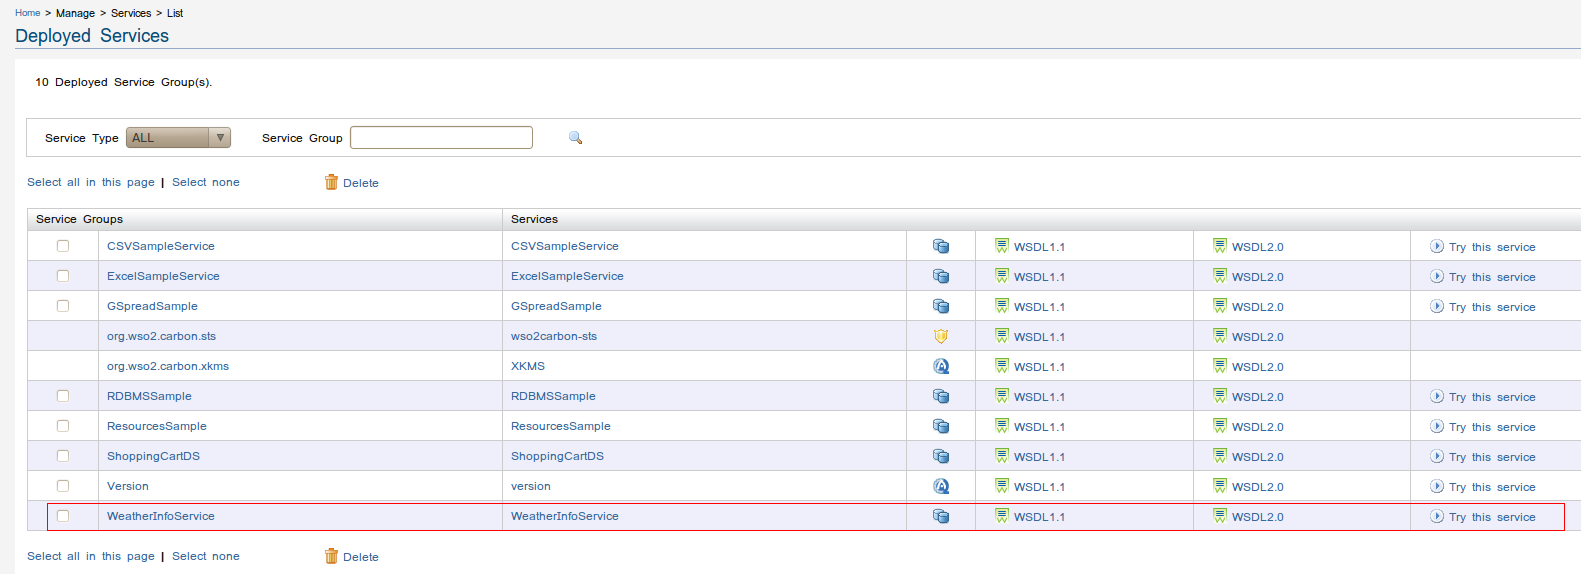 Home > Manage > Services > List
Deployed Services
10 Deployed Service Group(s).
Service Type ALL Service Group
Select all in this page | Select none Delete
Service Groups Services
CSVSampleService CSVSampleService WSDL1.1 WSDL2.0 Try this service
ExcelSampleService ExcelSampleService WSDL1.1 WSDL2.0 Try this service
GSpreadSample GSpreadSample WSDL1.1 WSDL2.0 Try this service
org.wso2.carbon.sts wso2carbon-sts WSDL1.1 WSDL2.0
org.wso2.carbon.xkms XKMS WSDL1.1 WSDL2.0
RDBMSSample RDBMSSample WSDL1.1 WSDL2.0 Try this service
ResourcesSample ResourcesSample WSDL1.1 WSDL2.0 Try this service
ShoppingCartDS ShoppingCartDS WSDL1.1 WSDL2.0 Try this service
Version version WSDL1.1 WSDL2.0 Try this service
WeatherInfoService WeatherInfoService WSDL1.1 WSDL2.0 Try this service
Select all in this page | Select none Delete